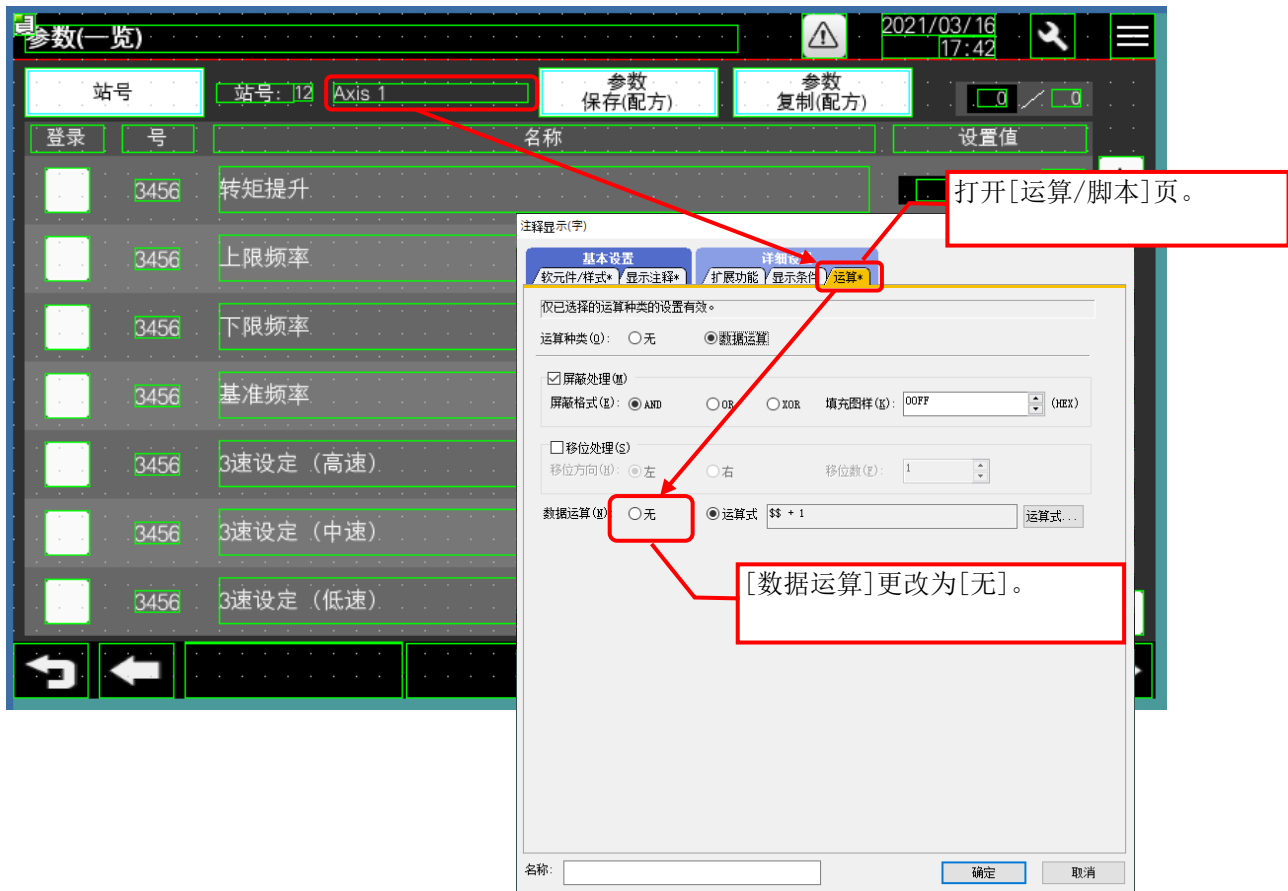 参数(一览)
2021/03/16
17:42
站号
站号: 12
Axis 1
参数
保存(配方)
参数
复制(配方)
0 / 0
登录
号
名称
设置值
3456
转矩提升
打开[运算/脚本]页。
3456
上限频率
3456
下限频率
3456
基准频率
3456
3速设定 (高速)
3456
3速设定 (中速)
3456
3速设定 (低速)
注释显示(字)
基本设置
软元件/样式*
显示注释*
扩展功能
显示条件
运算*
仅已选择的运算种类的设置有效。
运算种类(O):
无
数据运算
屏蔽处理(M)
屏蔽格式(E):
AND
OR
XOR
填充图样(K):
00FF
(HEX)
移位处理(S)
移位方向(H):
左
右
移位数(F):
1
数据运算(N):
无
运算式
$$ + 1
运算式...
[数据运算]更改为[无]。
名称:
确定
取消